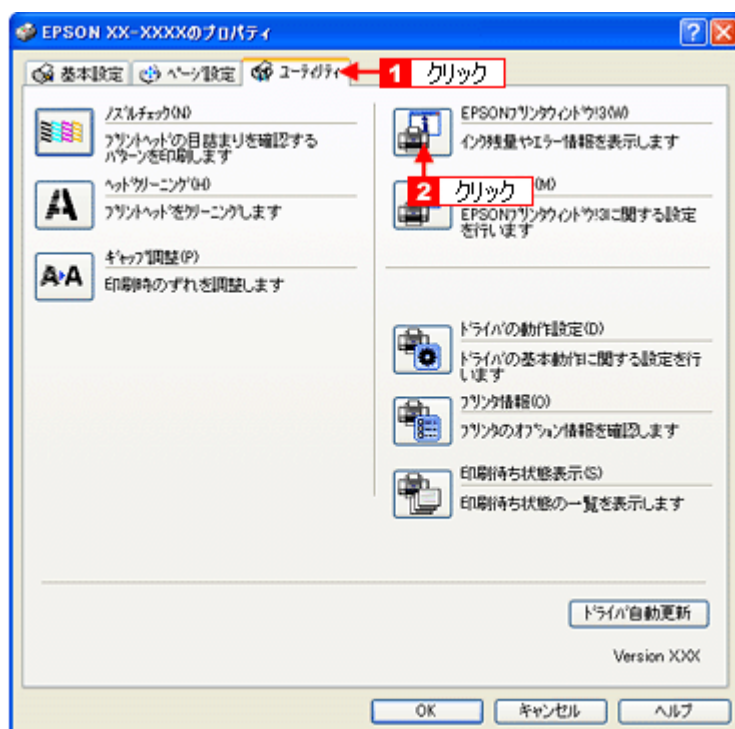 EPSON XX-XXXXのプロパティ
基本設定 ページ設定 ユーティリティ
1 クリック
ノズルチェック(N)
プリントヘッドの目詰まりを確認する
パターンを印刷します
ヘッドクリーニング(H)
プリントヘッドをクリーニングします
ギャップ調整(P)
印刷時のずれを調整します
EPSONプリンタウィンドウ!3(W)
インク残量やエラー情報を表示します
2 クリック
(M)
EPSONプリンタウィンドウ!3に関する設定
を行います
ドライバの動作設定(D)
ドライバの基本動作に関する設定を行
います
プリンタ情報(O)
プリンタのオプション情報を確認します
印刷待ち状態表示(S)
印刷待ち状態の一覧を表示します
ドライバ自動更新
Version XXX
OK キャンセル ヘルプ